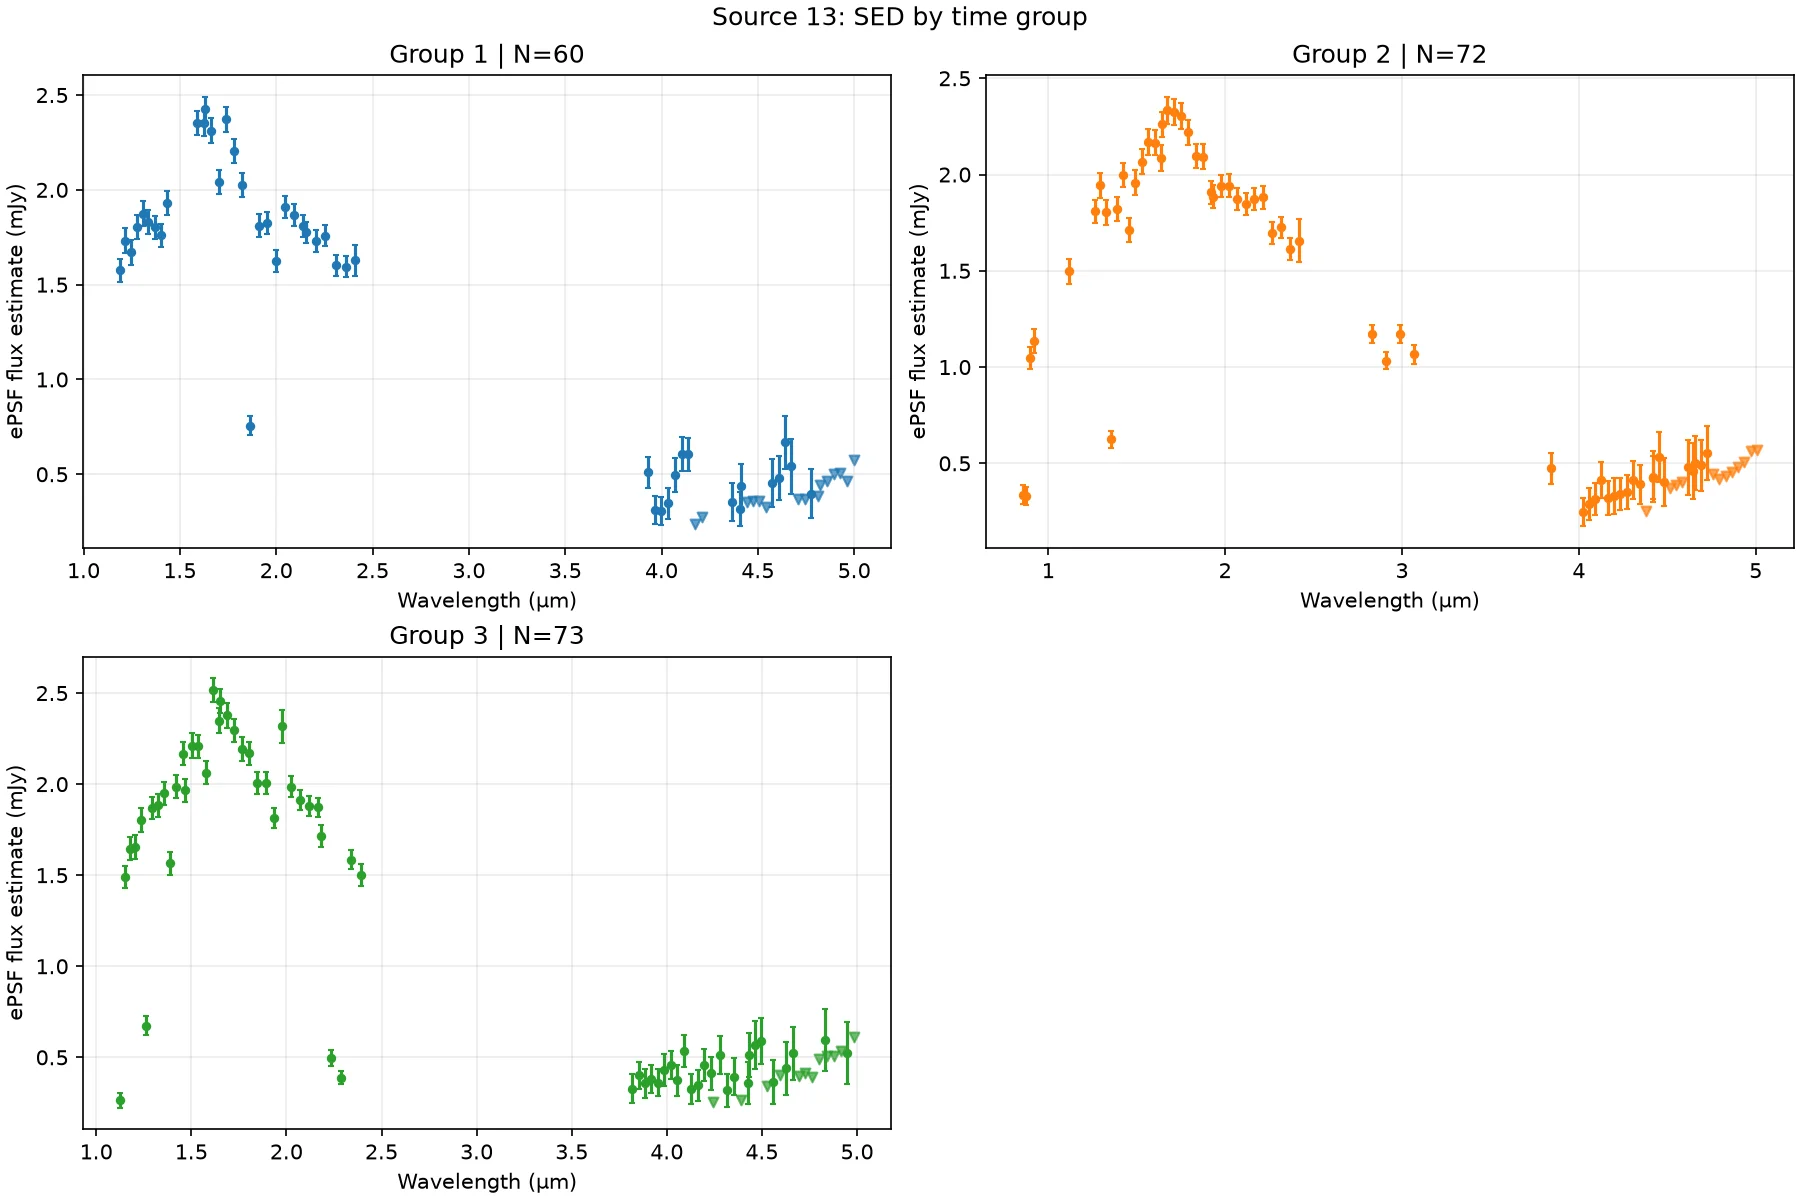 Source 13: SED by time group
Group 1 | N=60
ePSF flux estimate (mJy)
2.5
2.0
1.5
1.0
0.5
1.0 1.5 2.0 2.5 3.0 3.5 4.0 4.5 5.0
Wavelength (µm)
Group 2 | N=72
ePSF flux estimate (mJy)
2.5
2.0
1.5
1.0
0.5
1 2 3 4 5
Wavelength (µm)
Group 3 | N=73
ePSF flux estimate (mJy)
2.5
2.0
1.5
1.0
0.5
1.0 1.5 2.0 2.5 3.0 3.5 4.0 4.5 5.0
Wavelength (µm)